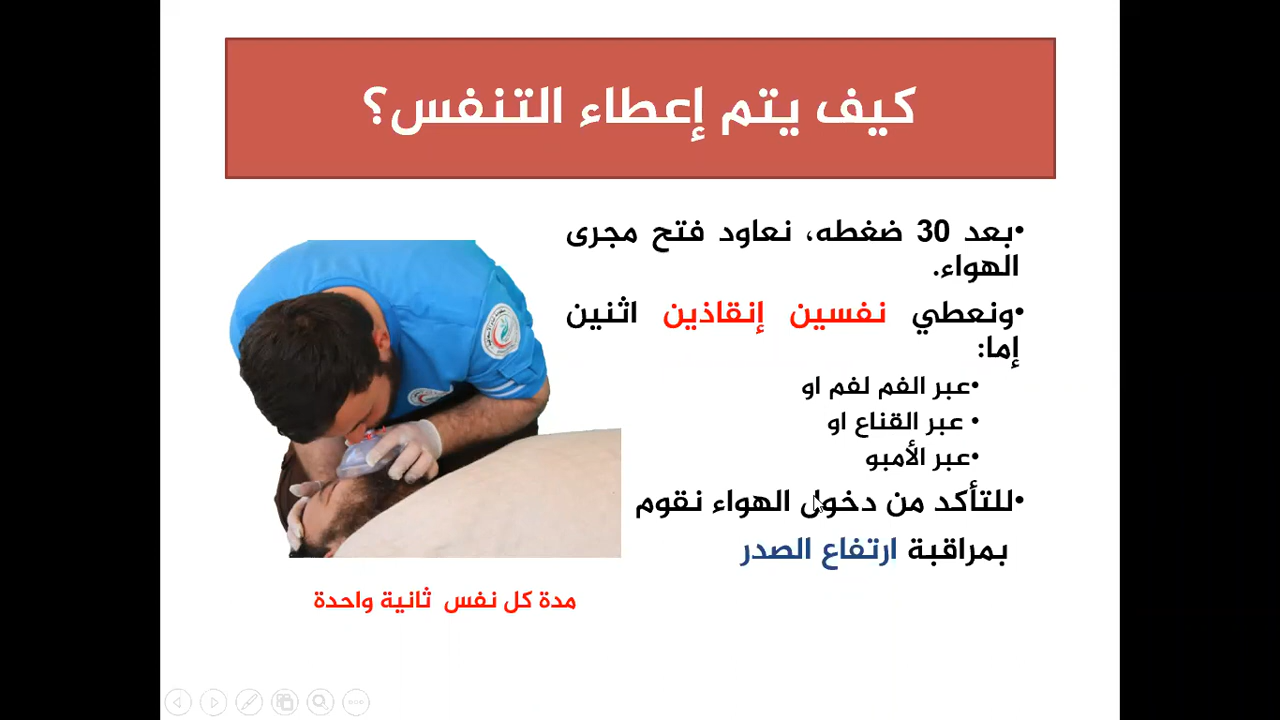 كيف يتم إعطاء التنفس؟
•بعد 30 ضغطه، نعاود فتح مجرى
الهواء.
•ونعطي نفسين إنقاذين اثنين
إما:
•عبر الفم لفم او
• عبر القناع او
•عبر الأمبو
•للتأكد من دخول الهواء نقوم
بمراقبة ارتفاع الصدر
مدة كل نفس ثانية واحدة